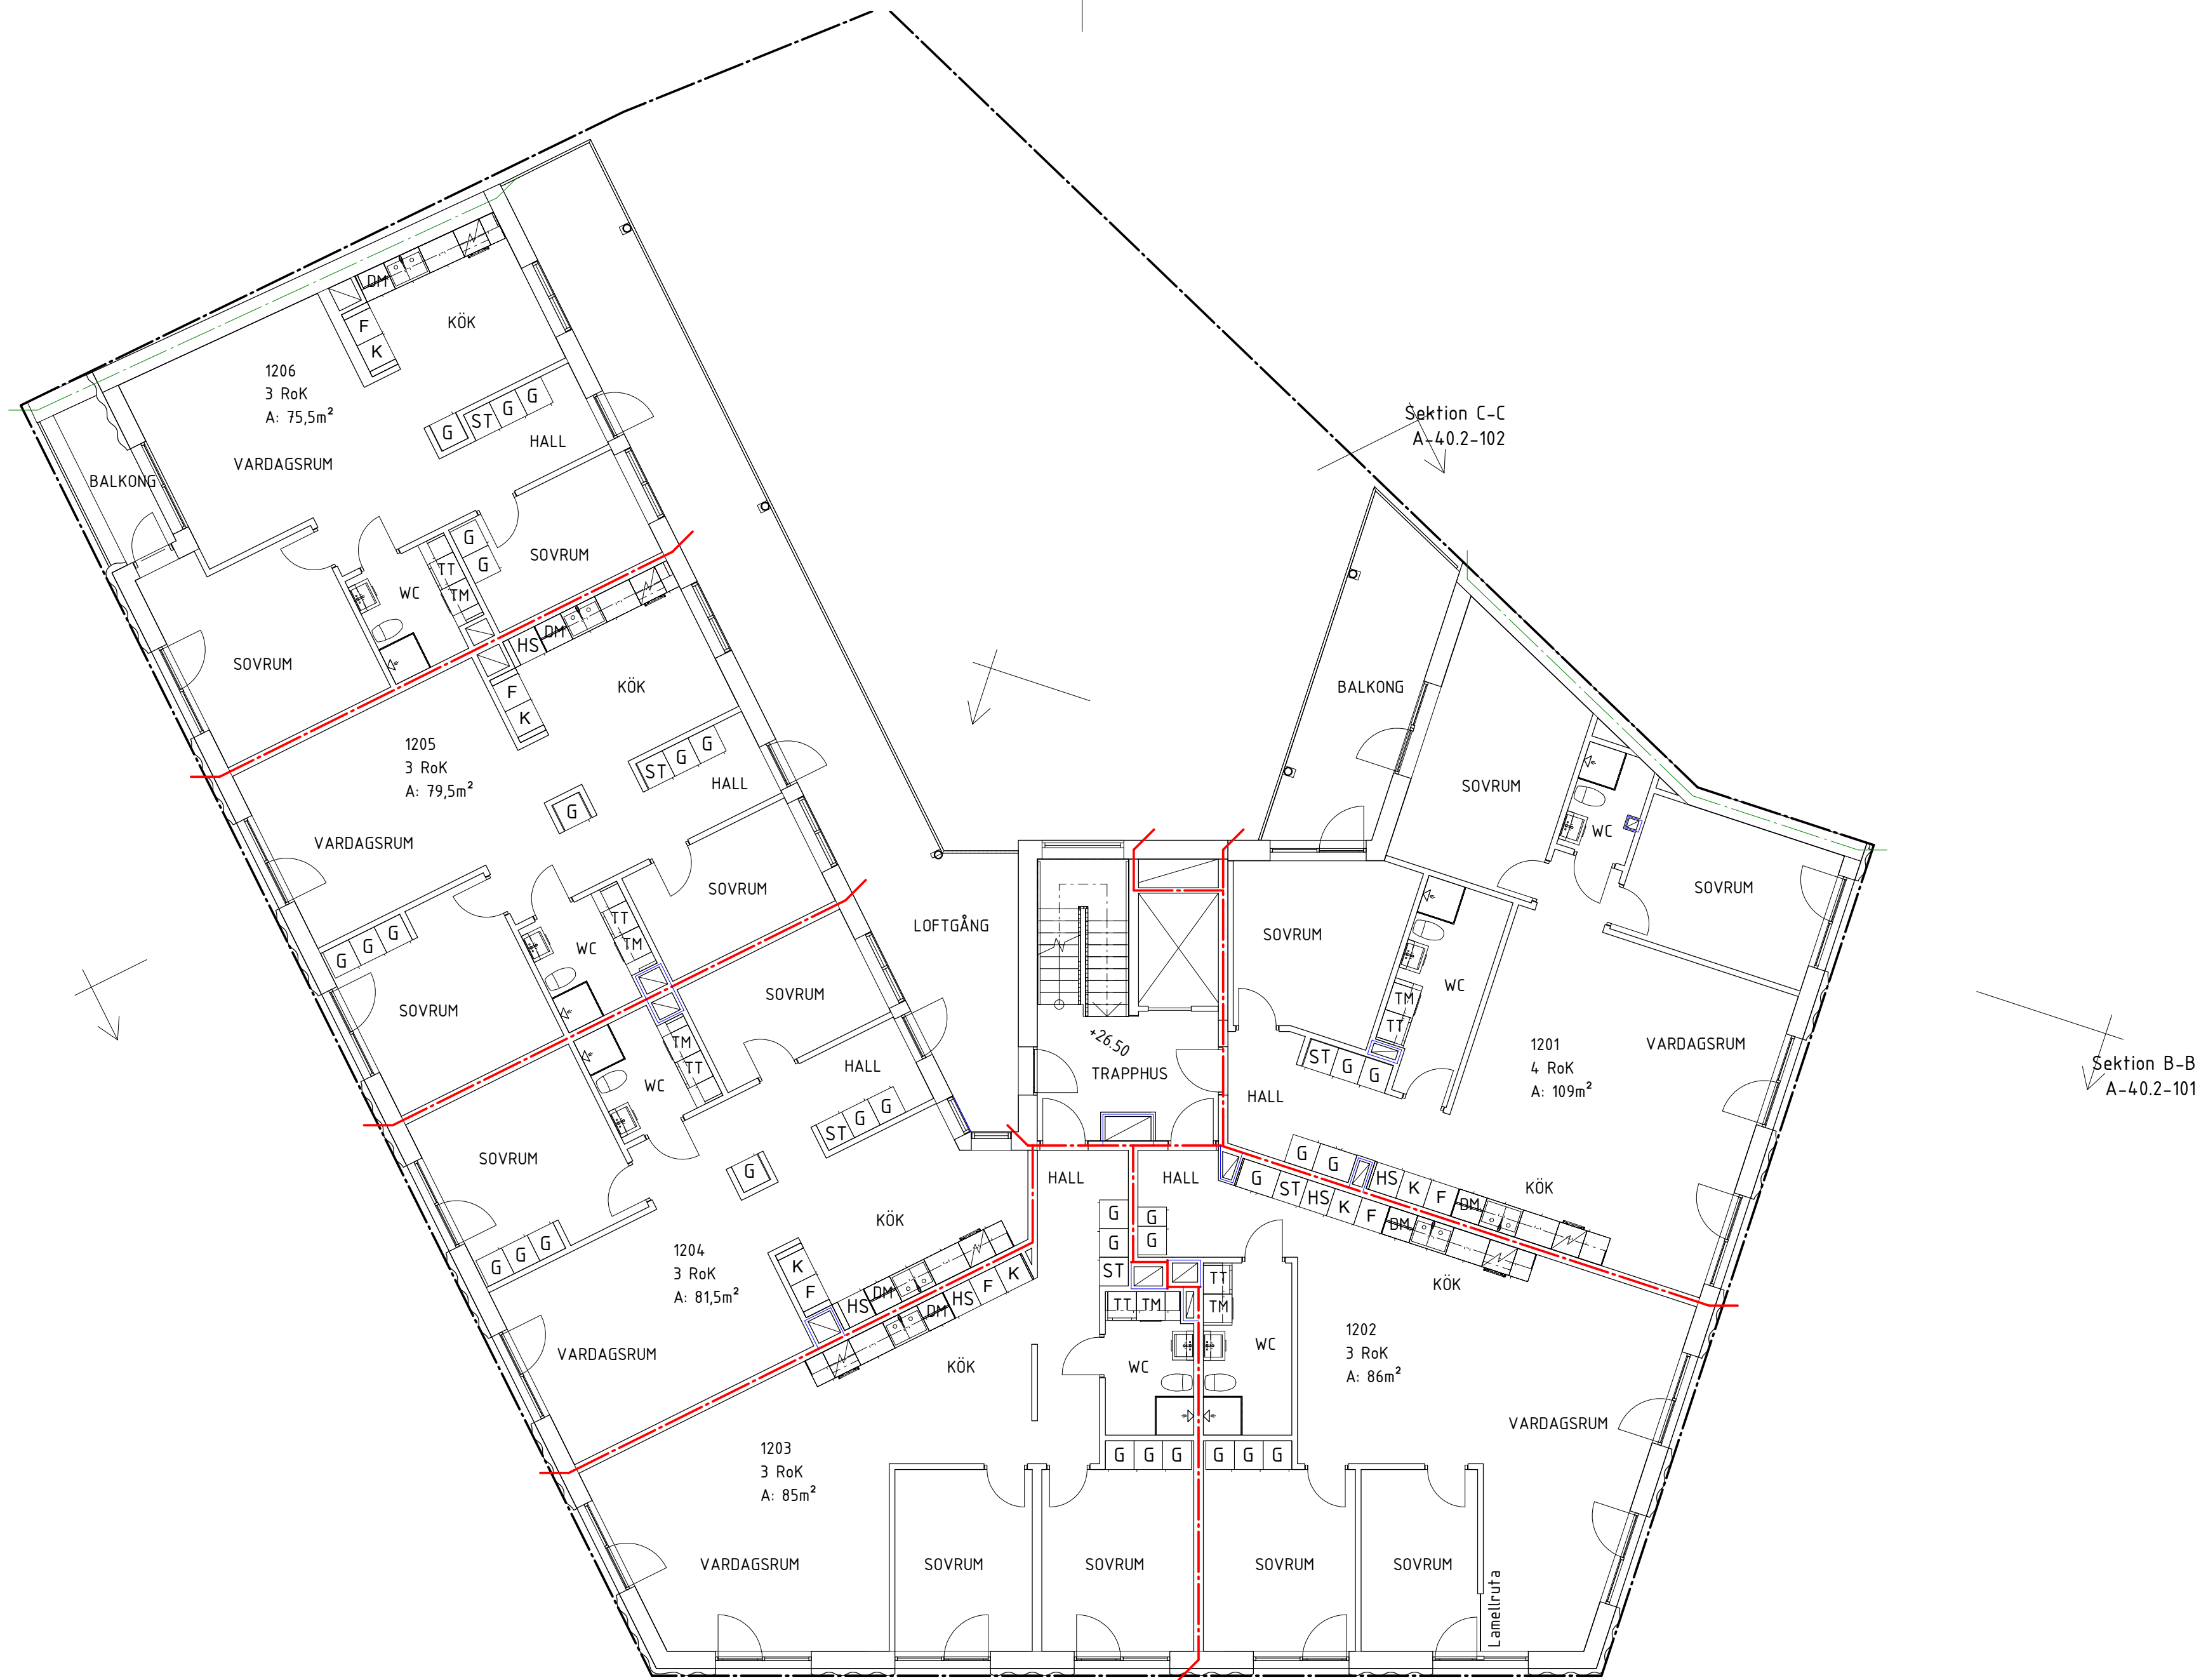 DM
F
K
KÖK
1206
3 RoK
A: 75,5m²
G
ST
G
G
HALL
VARDAGSRUM
BALKONG
Sektion C-C
A-40.2-102
G
G
SOVRUM
TT
TM
WC
SOVRUM
HS
DM
F
K
KÖK
BALKONG
1205
3 RoK
A: 79,5m²
ST
G
G
HALL
G
VARDAGSRUM
SOVRUM
WC
SOVRUM
SOVRUM
G
G
G
TT
TM
WC
SOVRUM
LOFTGÅNG
SOVRUM
WC
TM
TT
SOVRUM
+26.50
TRAPPHUS
ST
G
G
HALL
1201
4 RoK
A: 109m²
VARDAGSRUM
Sektion B-B
A-40.2-101
TM
TT
WC
HALL
SOVRUM
ST
G
G
G
G
G
G
KÖK
1204
3 RoK
A: 81,5m²
K
F
HS
DM
VARDAGSRUM
HALL
HALL
G
G
HS
K
F
DM
KÖK
G
ST
HS
K
F
DM
KÖK
G
G
ST
G
G
TT
TM
TT
TM
WC
WC
DM
HS
F
K
KÖK
1202
3 RoK
A: 86m²
VARDAGSRUM
1203
3 RoK
A: 85m²
G
G
G
G
G
G
VARDAGSRUM
SOVRUM
SOVRUM
SOVRUM
SOVRUM
Lamellruta